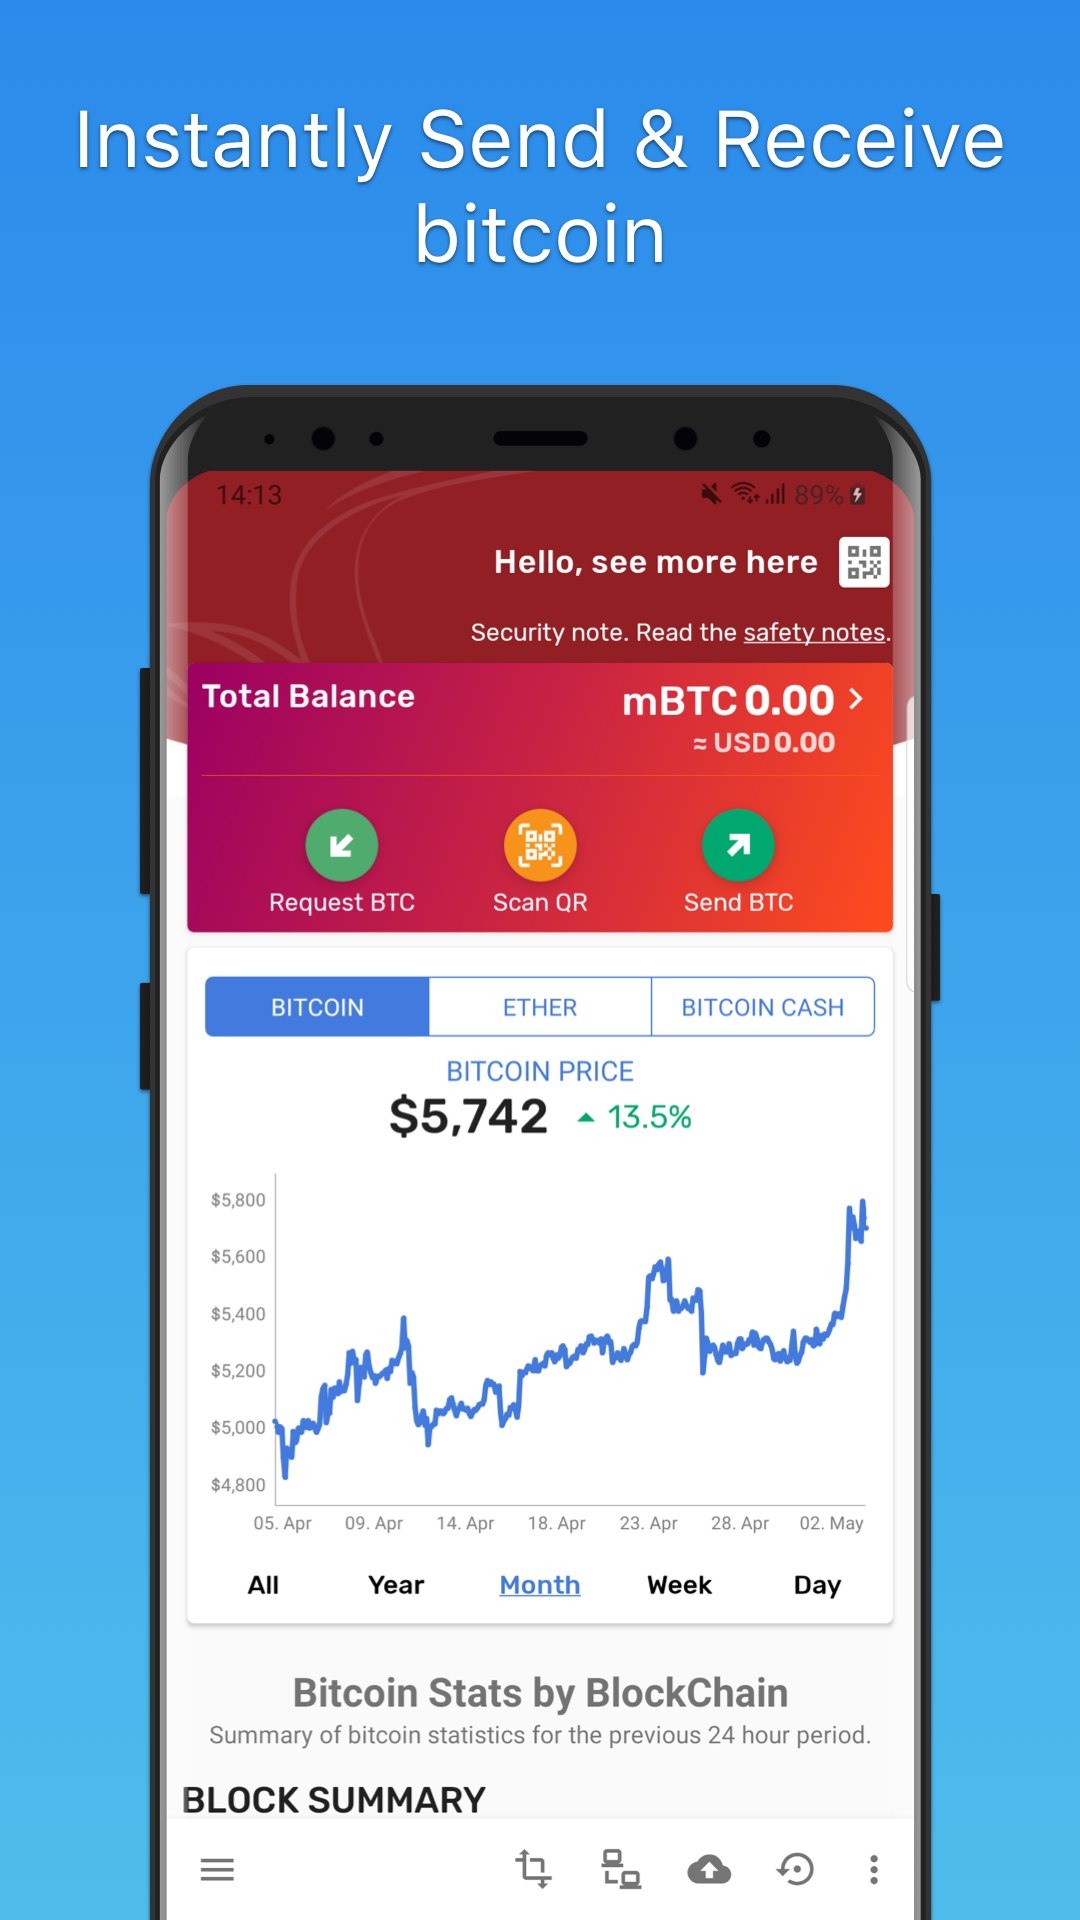 Instantly Send & Receive
bitcoin
14:13
89%
Hello, see more here
Security note. Read the safety notes.
Total Balance
mBTC 0.00
≈ USD 0.00
Request BTC
Scan QR
Send BTC
BITCOIN
ETHER
BITCOIN CASH
BITCOIN PRICE
$5,742
13.5%
$5,800
$5,600
$5,400
$5,200
$5,000
$4,800
05. Apr
09. Apr
14. Apr
18. Apr
23. Apr
28. Apr
02. May
All
Year
Month
Week
Day
Bitcoin Stats by BlockChain
Summary of bitcoin statistics for the previous 24 hour period.
BLOCK SUMMARY